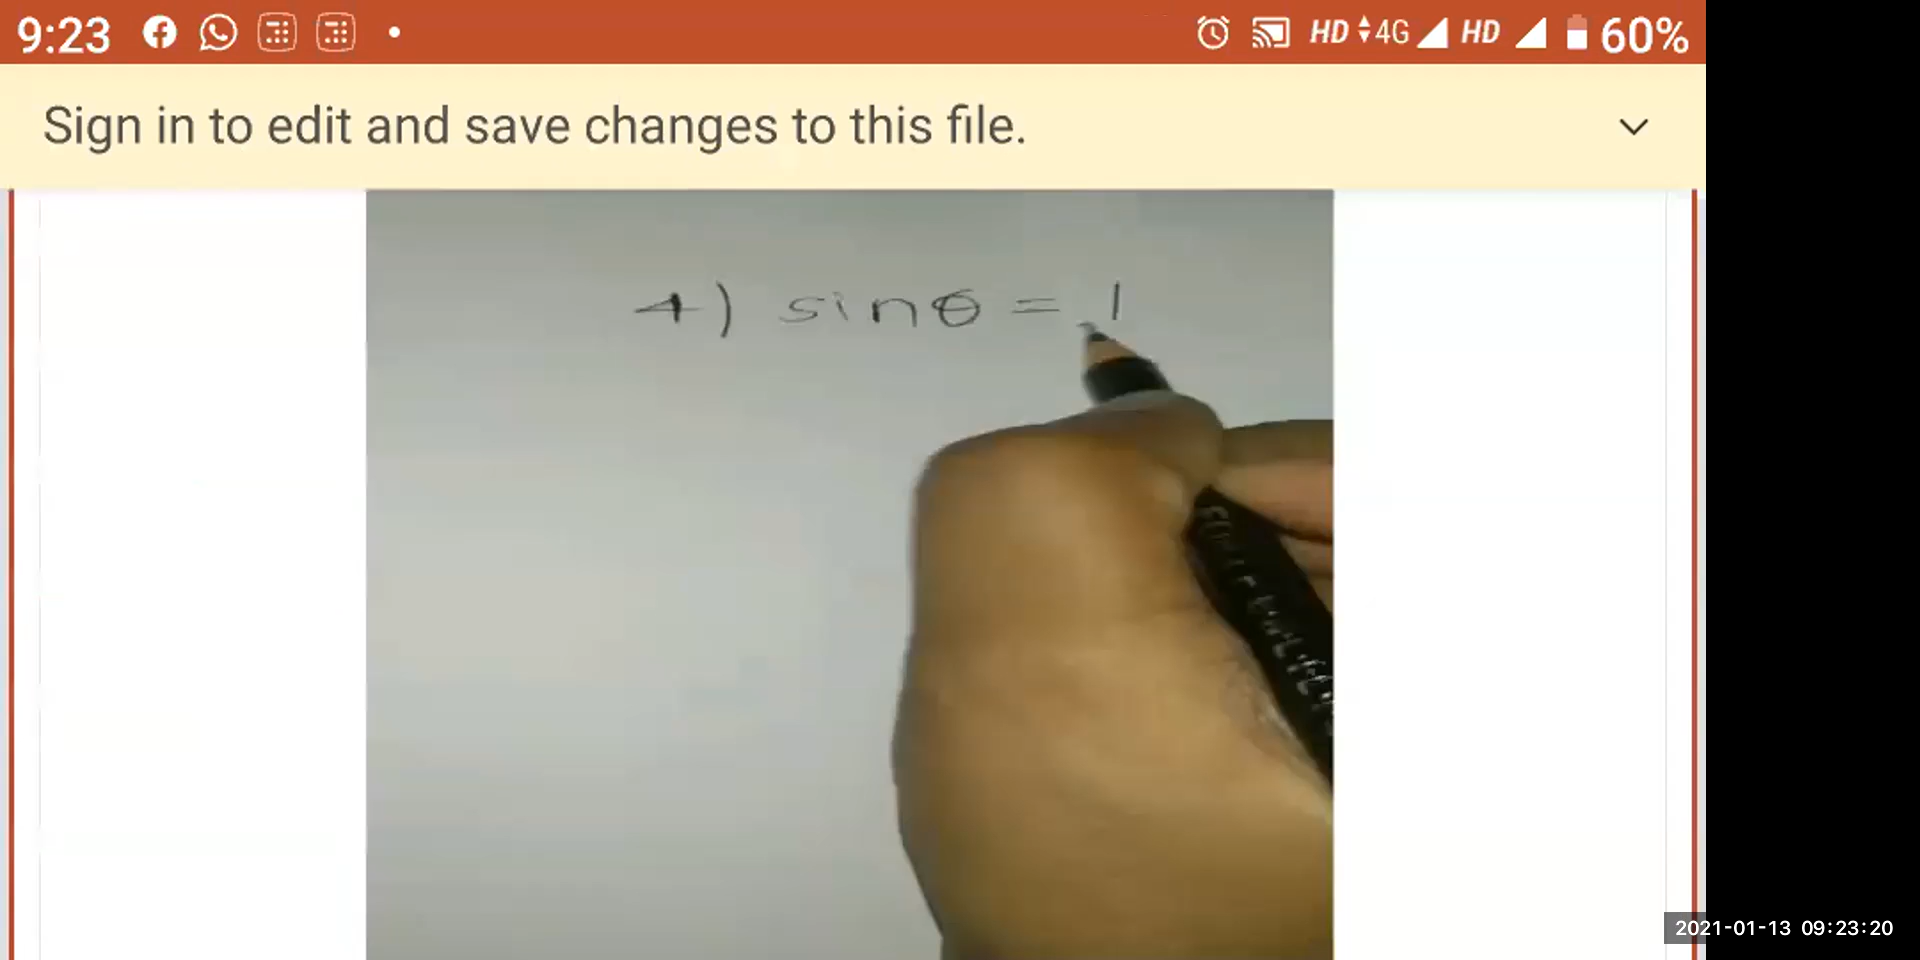 9:23 HD 4G HD 60%
Sign in to edit and save changes to this file.
4) sinθ = 1
2021-01-13 09:23:20